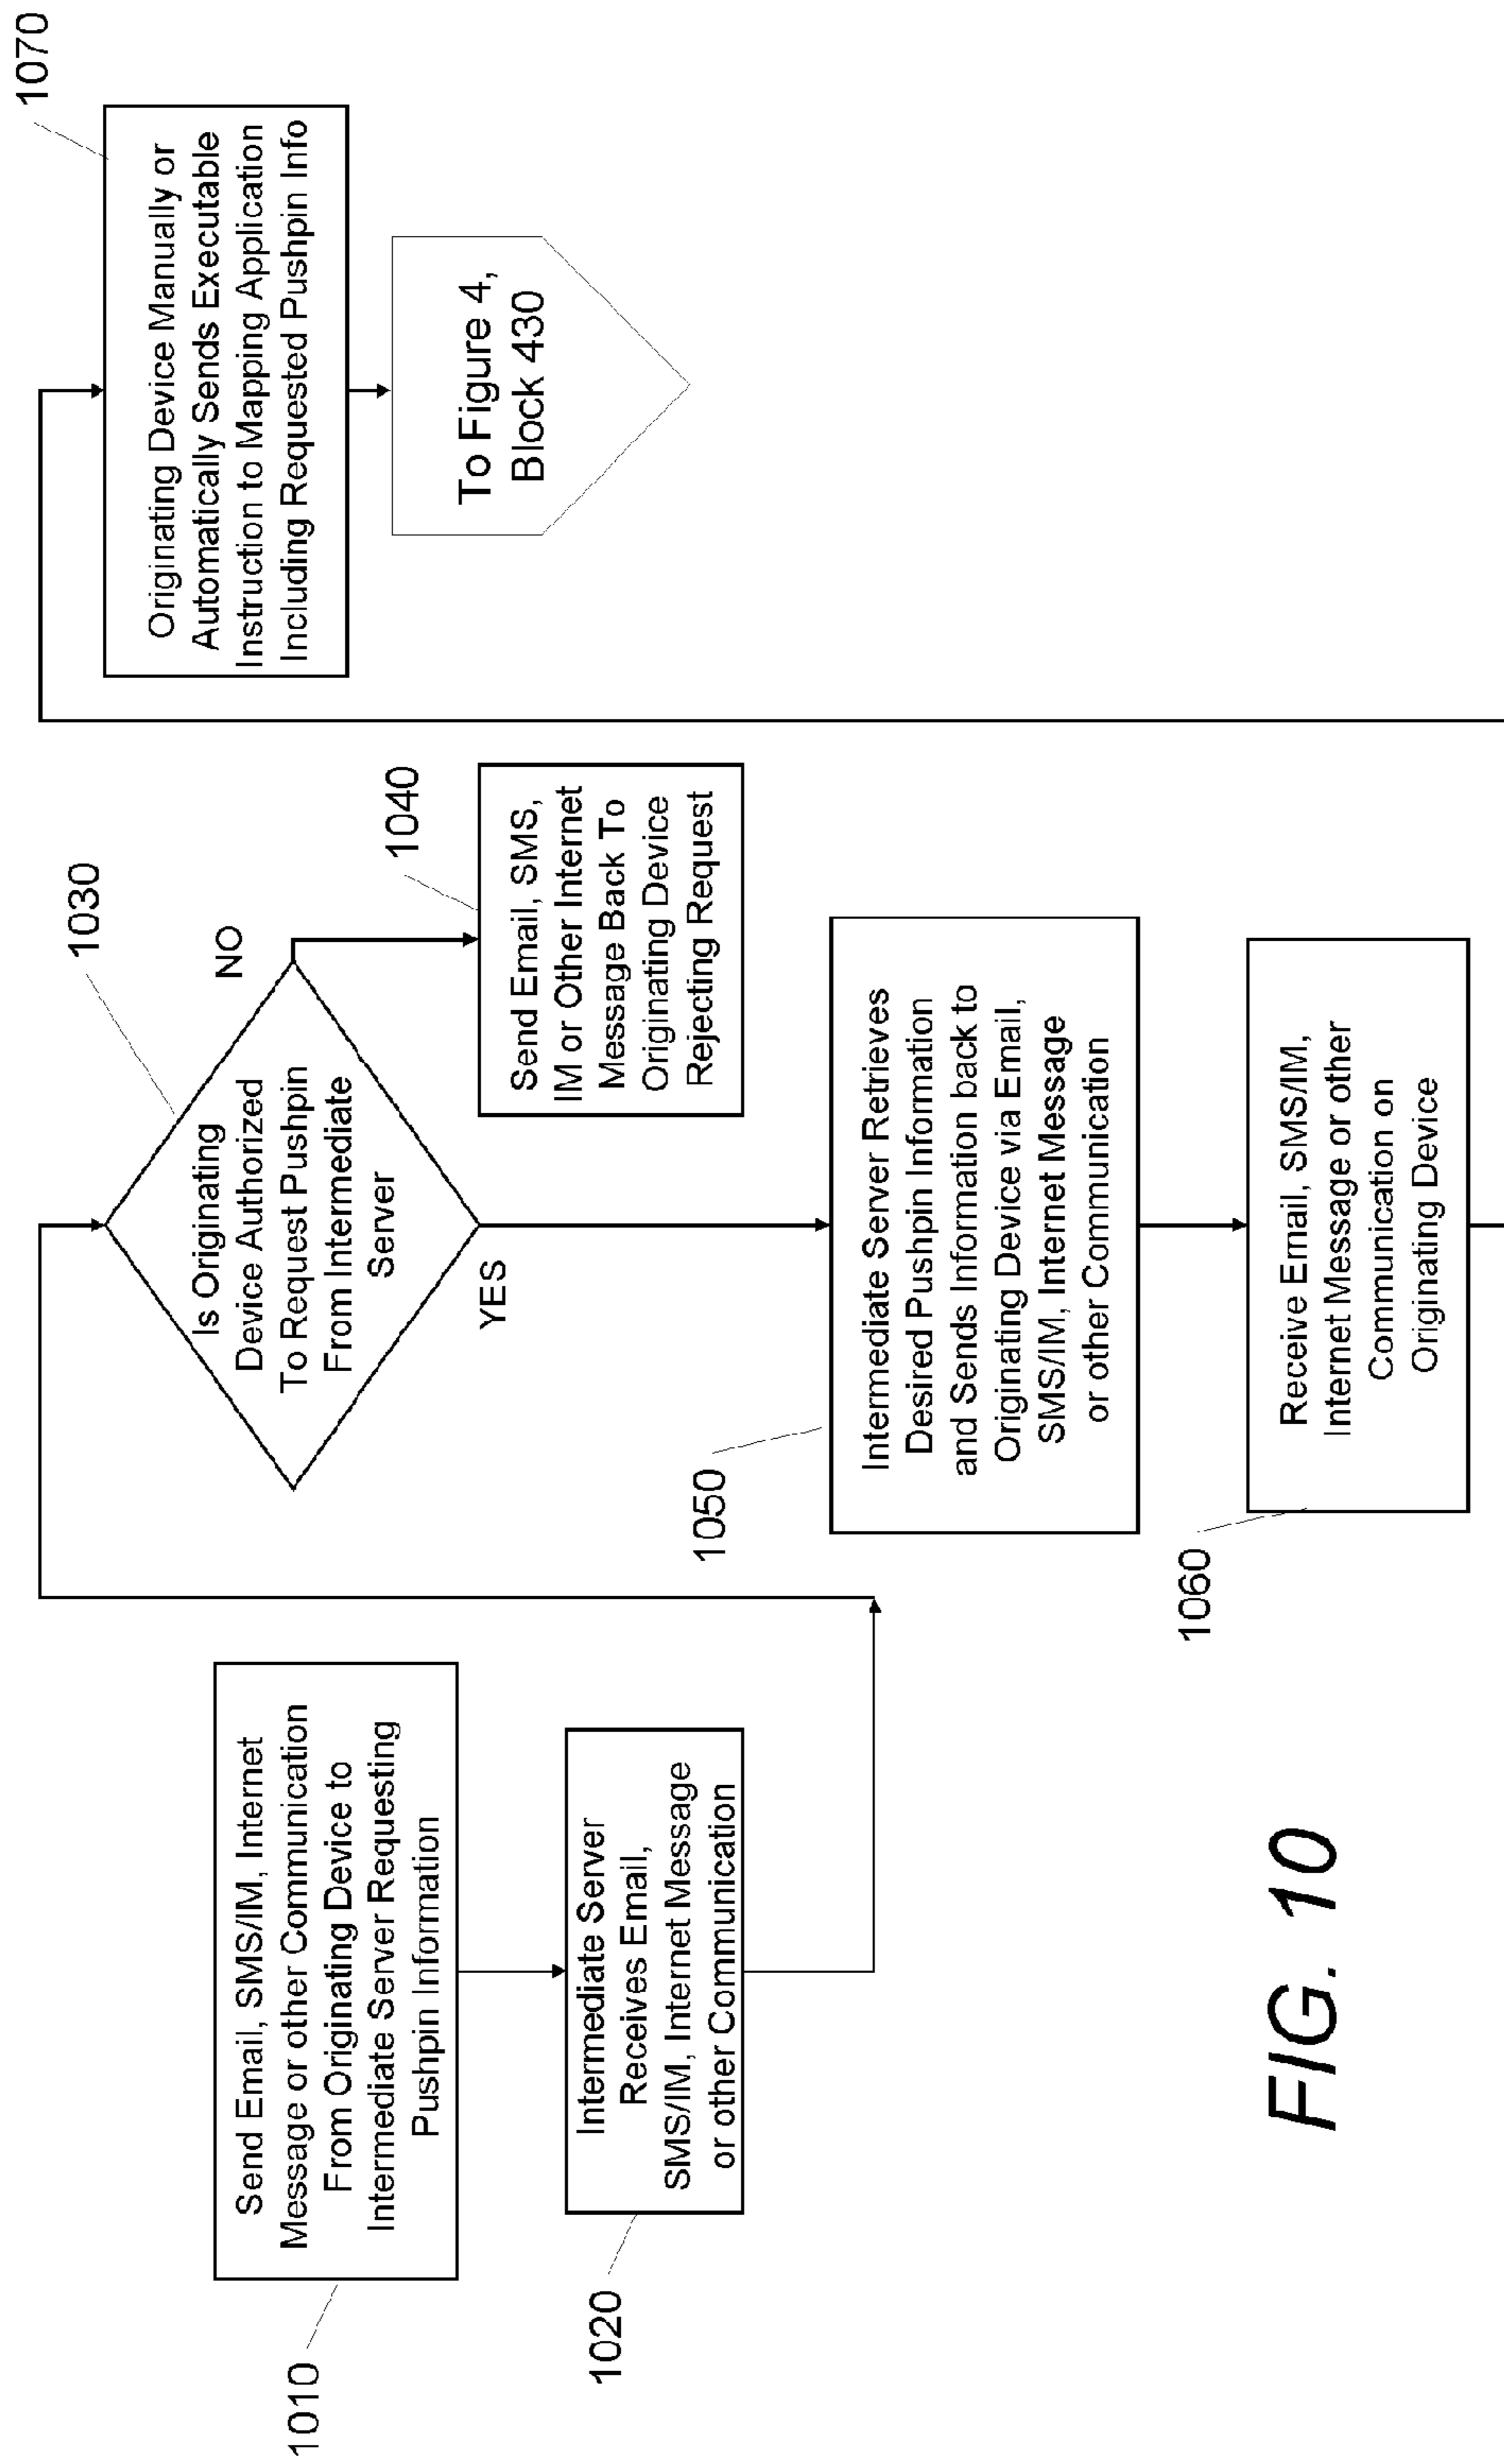 1010
Send Email, SMS/IM, Internet
Message or other Communication
From Originating Device to
Intermediate Server Requesting
Pushpin Information
1020
Intermediate Server
Receives Email,
SMS/IM, Internet Message
or other Communication
1030
Is Originating
Device Authorized
To Request Pushpin
From Intermediate
Server
NO
YES
1040
Send Email, SMS,
IM or Other Internet
Message Back To
Originating Device
Rejecting Request
1050
Intermediate Server Retrieves
Desired Pushpin Information
and Sends Information back to
Originating Device via Email,
SMS/IM, Internet Message
or other Communication
1060
Receive Email, SMS/IM,
Internet Message or other
Communication on
Originating Device
1070
Originating Device Manually or
Automatically Sends Executable
Instruction to Mapping Application
Including Requested Pushpin Info
To Figure 4,
Block 430
FIG. 10